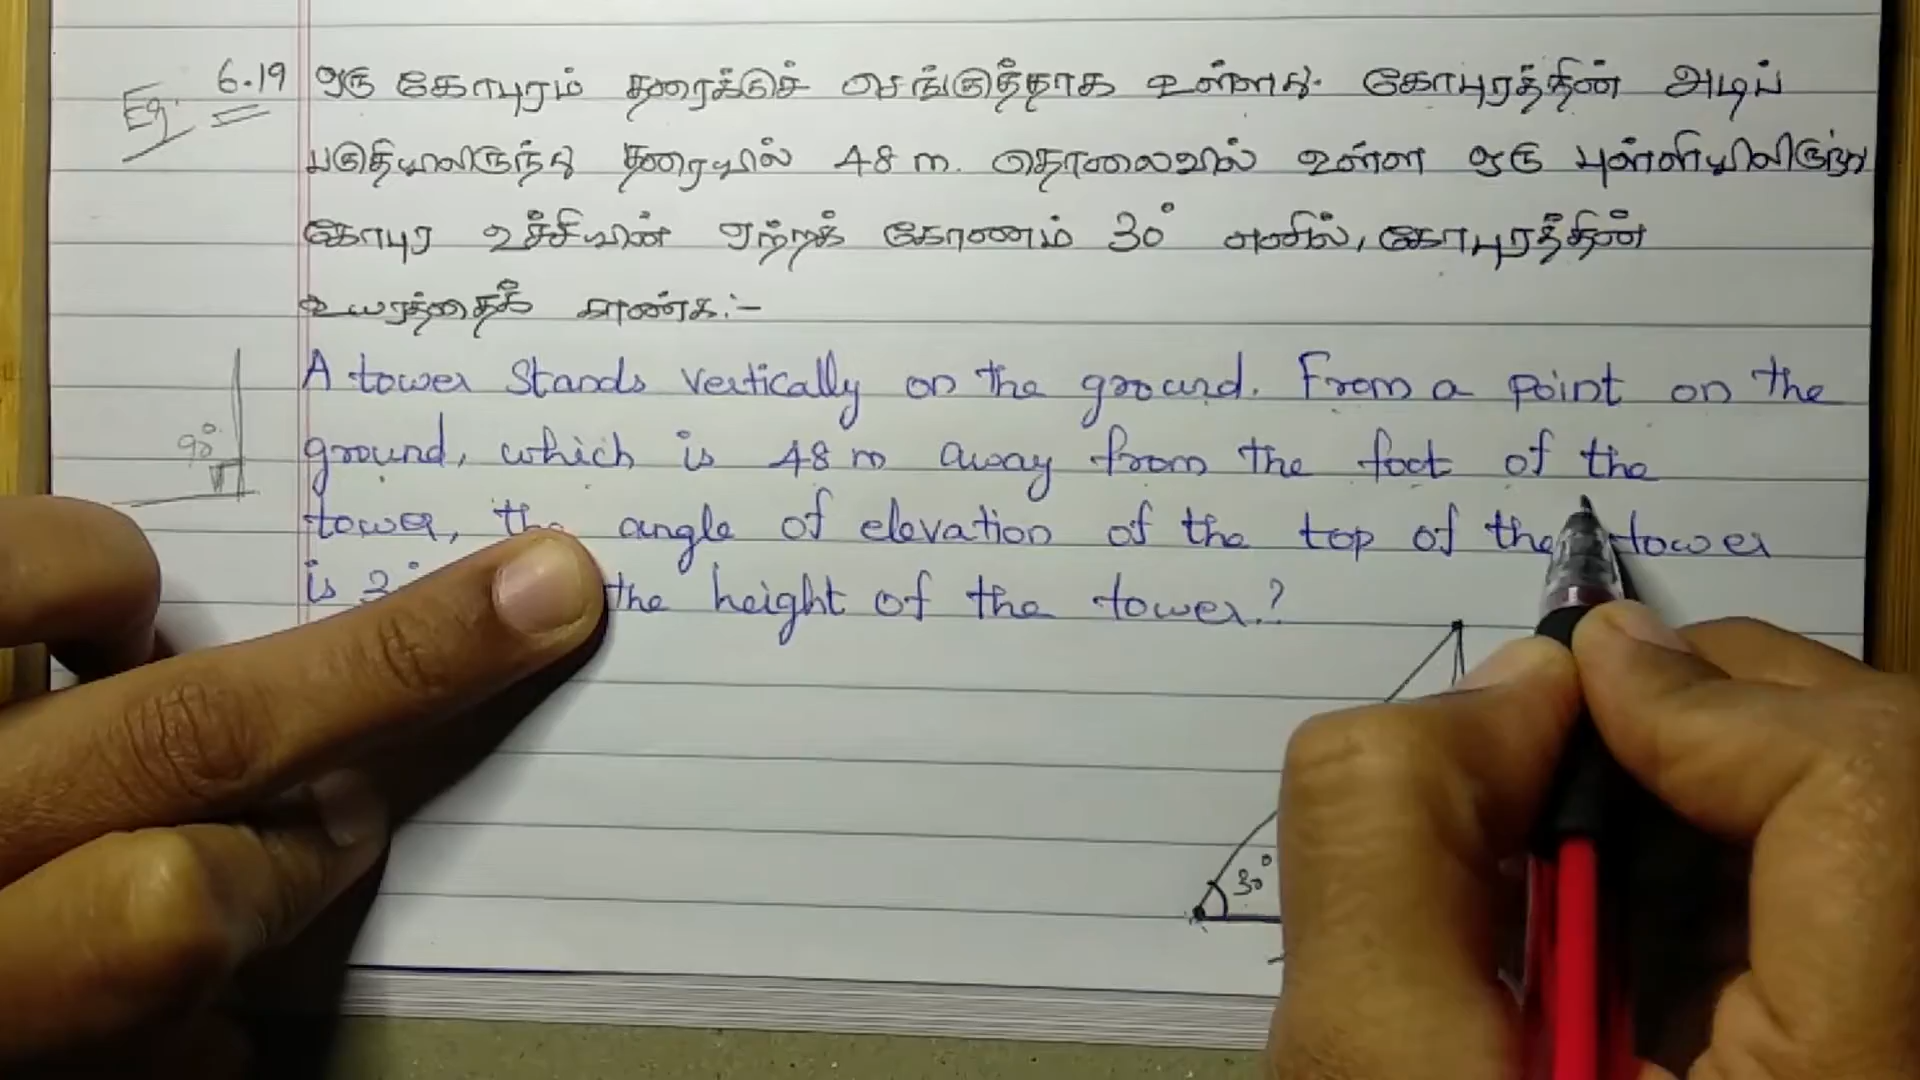 Eg. 6.19 ஒரு கோபுரம் தரைக்குச் செங்குத்தாக உள்ளது. கோபுரத்தின் அடிப்
பகுதியிலிருந்து தரையில் 48 m. தொலைவில் உள்ள ஒரு புள்ளியிலிருந்து
கோபுர உச்சியின் ஏற்றக் கோணம் 30° எனில், கோபுரத்தின்
உயரத்தைக் காண்க:-
A tower Stands Vertically on the ground. From a point on the
90°
ground, which is 48 m away from the foot of the
tower, the angle of elevation of the top of the tower
is the height of the tower?
30°